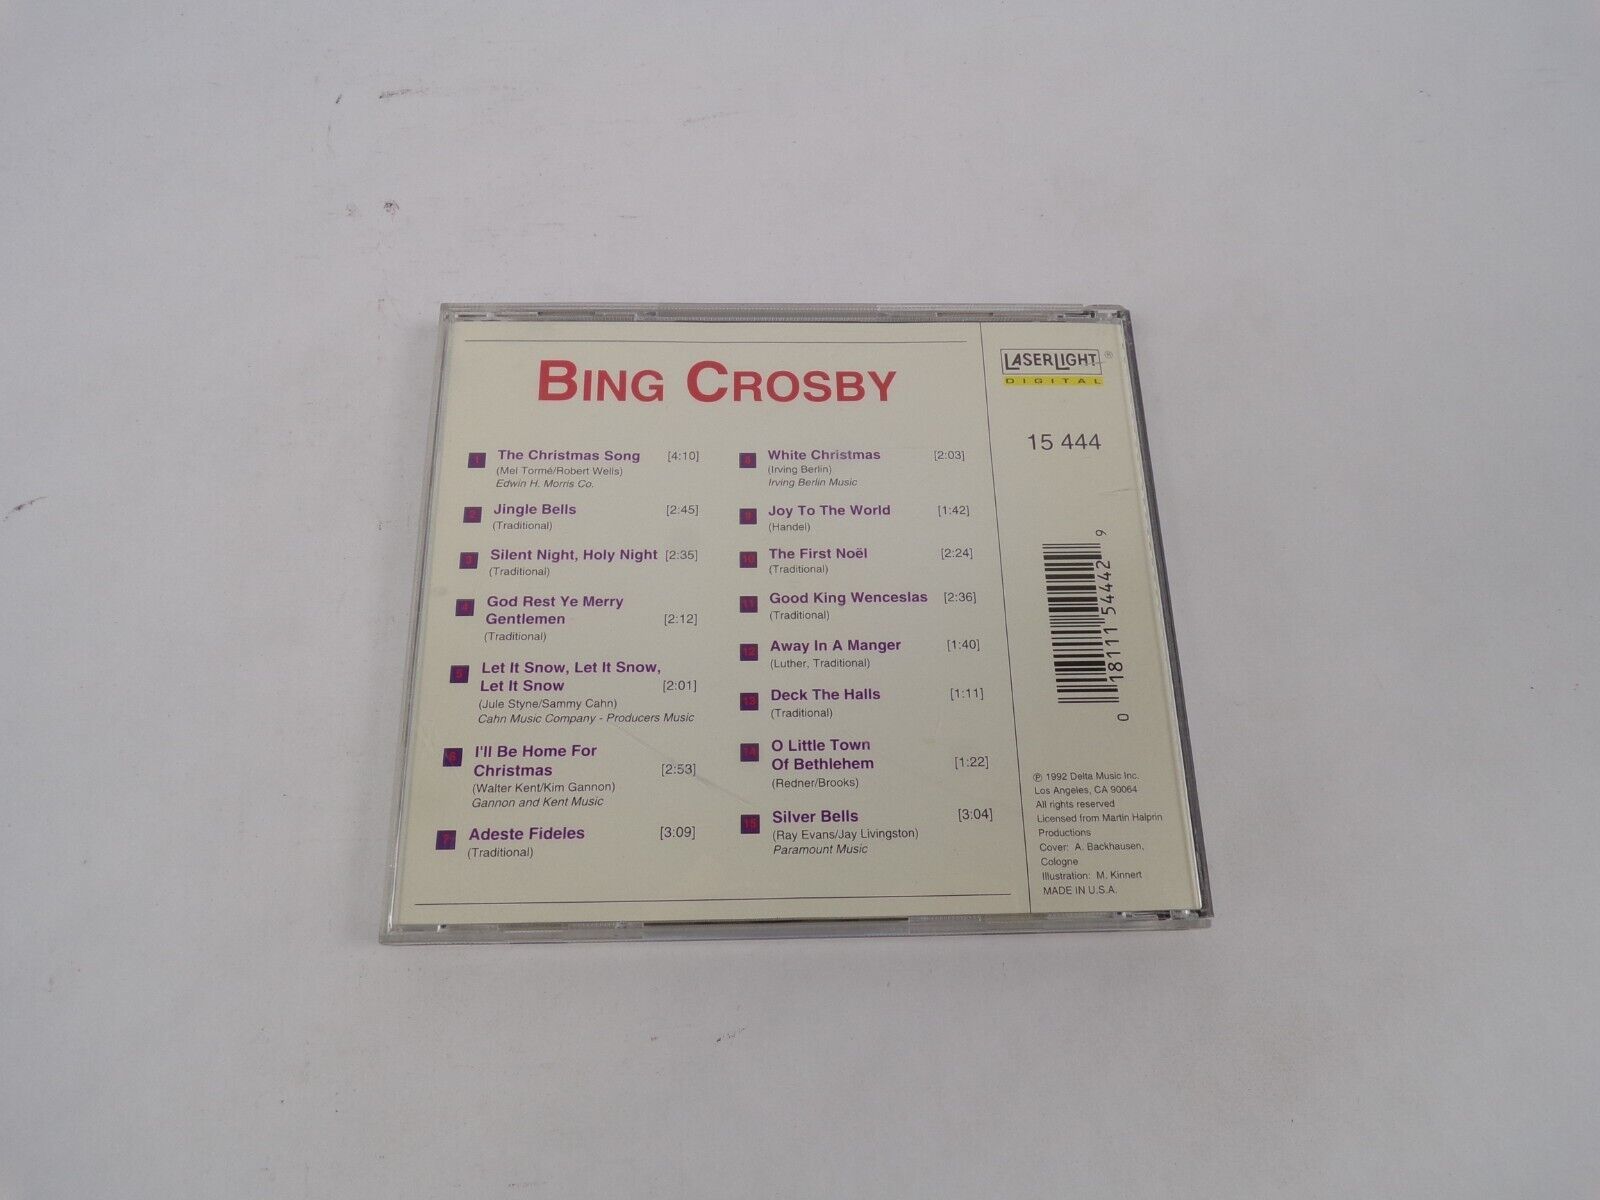 BING CROSBY
1 The Christmas Song [4:10]
(Mel Tormé/Robert Wells)
Edwin H. Morris Co.
2 Jingle Bells [2:45]
(Traditional)
3 Silent Night, Holy Night [2:35]
(Traditional)
4 God Rest Ye Merry
Gentlemen [2:12]
(Traditional)
5 Let It Snow, Let It Snow,
Let It Snow [2:01]
(Jule Styne/Sammy Cahn)
Cahn Music Company - Producers Music
6 I'll Be Home For
Christmas [2:53]
(Walter Kent/Kim Gannon)
Gannon and Kent Music
7 Adeste Fideles [3:09]
(Traditional)
8 White Christmas [2:03]
(Irving Berlin)
Irving Berlin Music
9 Joy To The World [1:42]
(Handel)
10 The First Noël [2:24]
(Traditional)
11 Good King Wenceslas [2:36]
(Traditional)
12 Away In A Manger [1:40]
(Luther, Traditional)
13 Deck The Halls [1:11]
(Traditional)
14 O Little Town
Of Bethlehem [1:22]
(Redner/Brooks)
15 Silver Bells [3:04]
(Ray Evans/Jay Livingston)
Paramount Music
LASERLIGHT ®
DIGITAL
15 444
0 18111 54442 9
℗ 1992 Delta Music Inc.
Los Angeles, CA 90064
All rights reserved
Licensed from Martin Halprin
Productions
Cover: A. Backhausen,
Cologne
Illustration: M. Kinnert
MADE IN U.S.A.